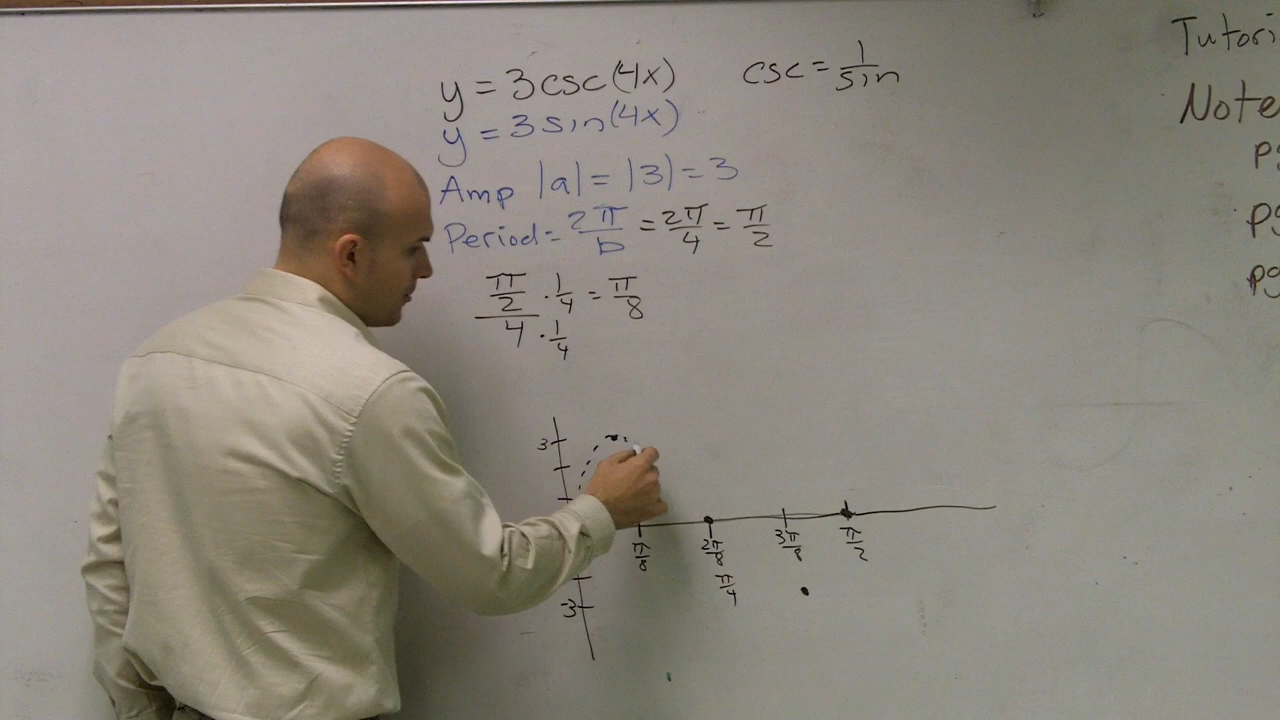 y = 3csc(4x)
csc = 1/sin
y = 3sin(4x)
Amp |a| = |3| = 3
Period = 2π/b = 2π/4 = π/2
π/2 · 1/4 = π/8
4 · 1/4
3
-3
π/8
2π/8
3π/8
π/2
π/4
Tutori
Note
pg
pg
pg